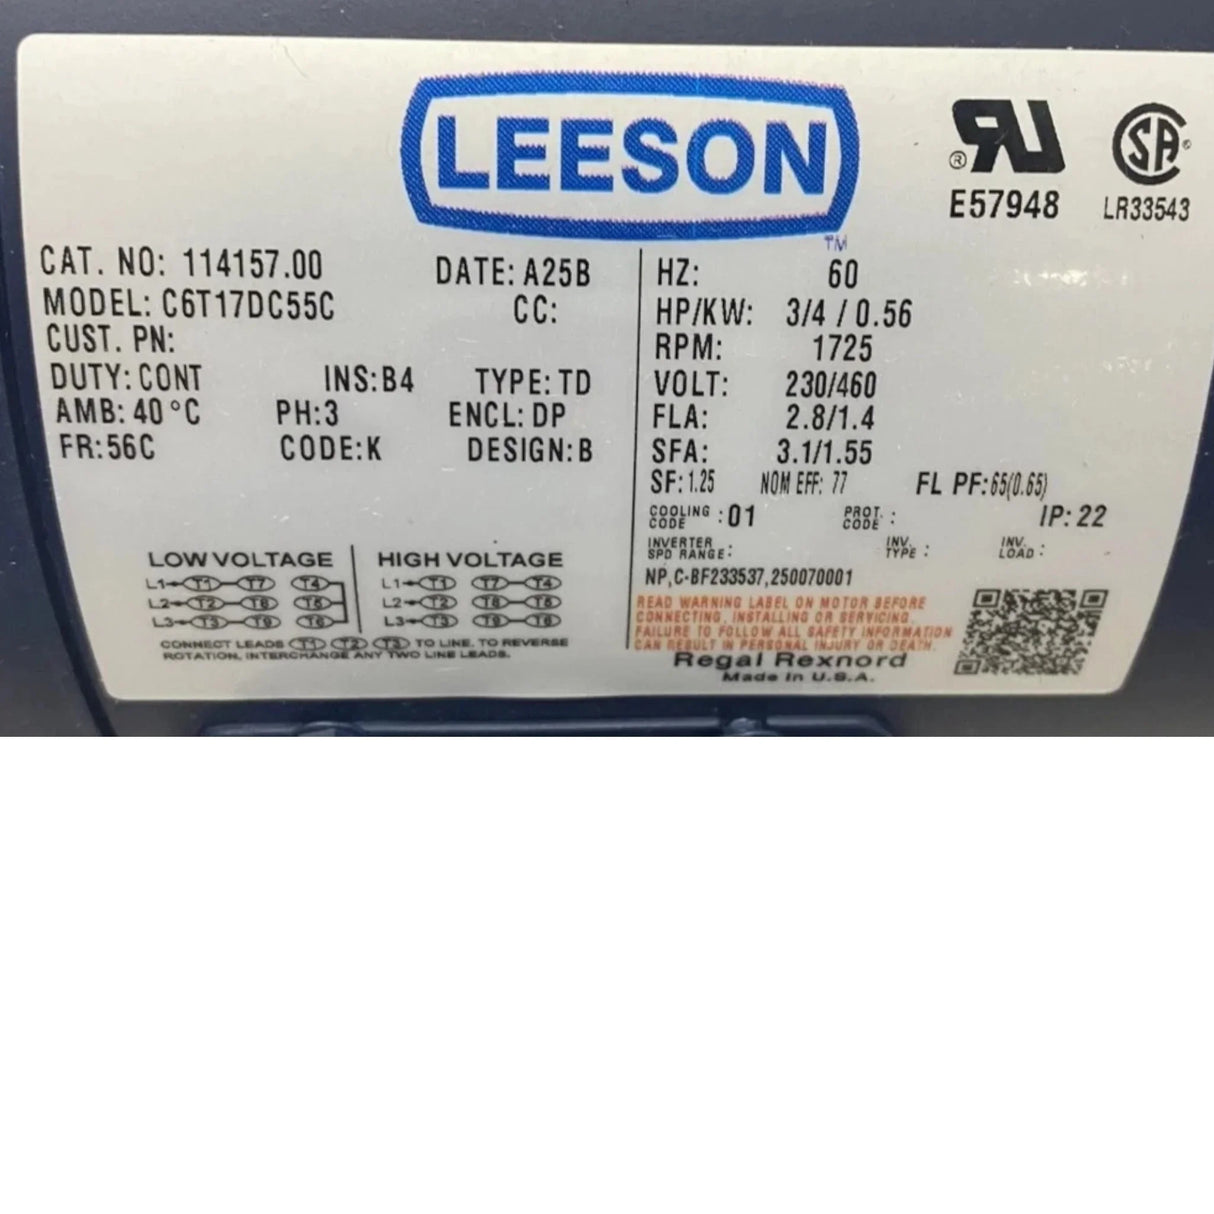 LEESON
TM
® RU
E57948
SA ®
LR33543
CAT. NO: 114157.00 DATE: A25B
MODEL: C6T17DC55C CC:
CUST. PN:
DUTY: CONT INS: B4 TYPE: TD
AMB: 40 °C PH: 3 ENCL: DP
FR: 56C CODE: K DESIGN: B
HZ: 60
HP/KW: 3/4 / 0.56
RPM: 1725
VOLT: 230/460
FLA: 2.8/1.4
SFA: 3.1/1.55
SF: 1.25 NOM EFF: 77 FL PF: 65(0.65)
COOLING CODE : 01 PROT. CODE : IP: 22
INVERTER SPD RANGE : INV. TYPE : INV. LOAD :
NP,C-BF233537,250070001
LOW VOLTAGE HIGH VOLTAGE
L1 T1 T7 T4 L1 T1 T7 T4
L2 T2 T8 T5 L2 T2 T8 T5
L3 T3 T9 T6 L3 T3 T9 T6
CONNECT LEADS T1 T2 T3 TO LINE. TO REVERSE
ROTATION, INTERCHANGE ANY TWO LINE LEADS.
READ WARNING LABEL ON MOTOR BEFORE
CONNECTING, INSTALLING OR SERVICING.
FAILURE TO FOLLOW ALL SAFETY INFORMATION
CAN RESULT IN PERSONAL INJURY OR DEATH.
Regal Rexnord
Made in U.S.A.